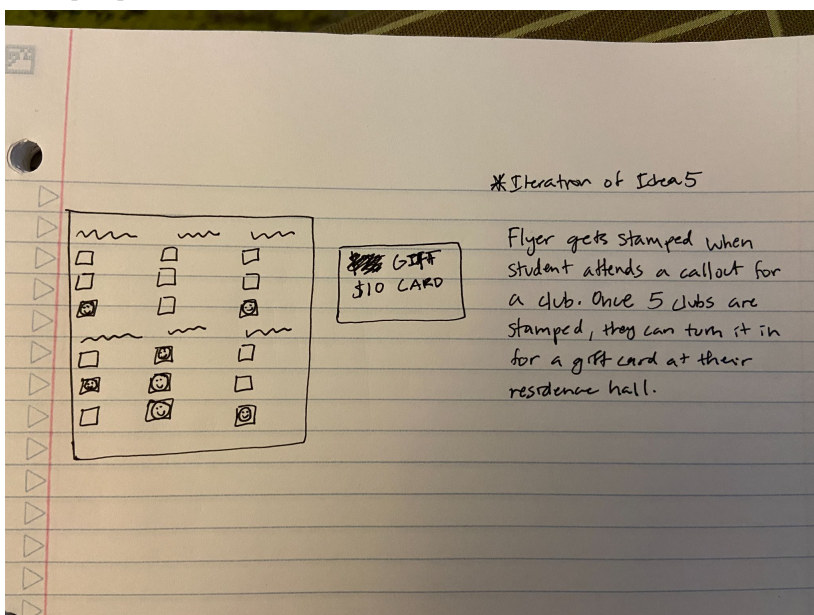 * Iteration of Idea 5
Flyer gets stamped when
student attends a callout for
a club. Once 5 clubs are
stamped, they can turn it in
for a gift card at their
residence hall.
GIFT
$10 CARD